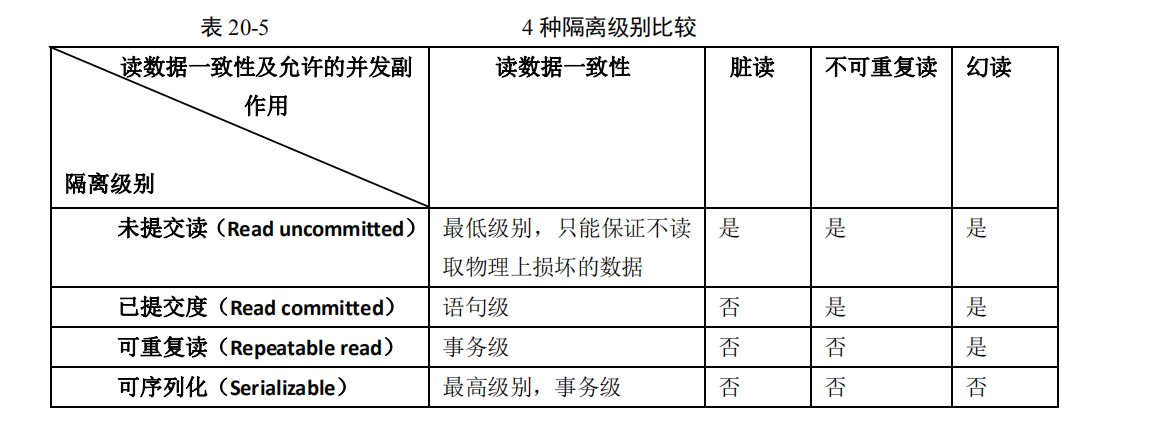 表 20-5 4 种隔离级别比较
读数据一致性及允许的并发副
作用
隔离级别
读数据一致性
脏读
不可重复读
幻读
未提交读（Read uncommitted）
最低级别，只能保证不读
取物理上损坏的数据
是
是
是
已提交度（Read committed）
语句级
否
是
是
可重复读（Repeatable read）
事务级
否
否
是
可序列化（Serializable）
最高级别，事务级
否
否
否